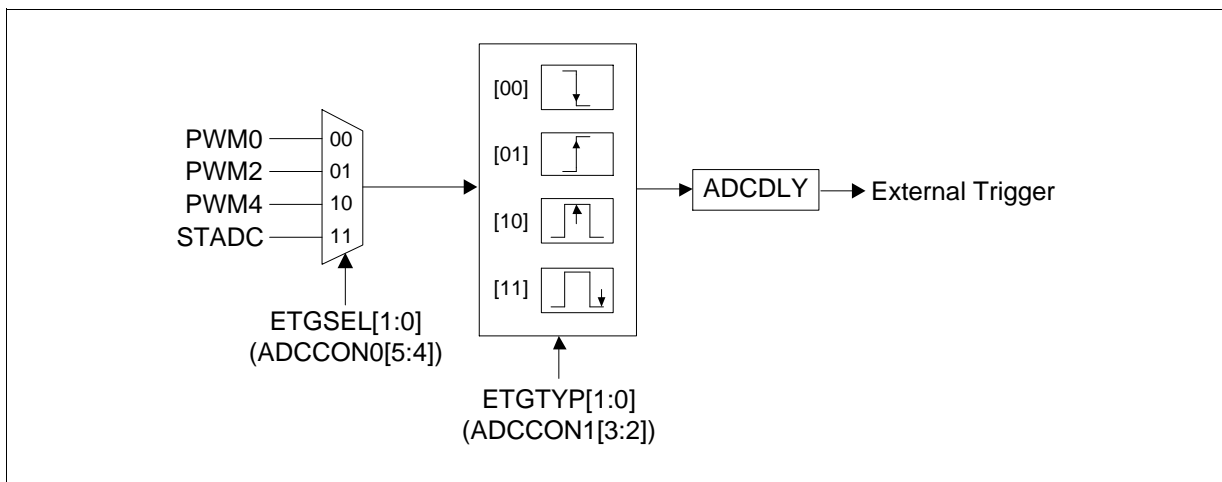 PWM0
PWM2
PWM4
STADC
00
01
10
11
ETGSEL[1:0]
(ADCCON0[5:4])
[00]
[01]
[10]
[11]
ETGTYP[1:0]
(ADCCON1[3:2])
ADCDLY
External Trigger